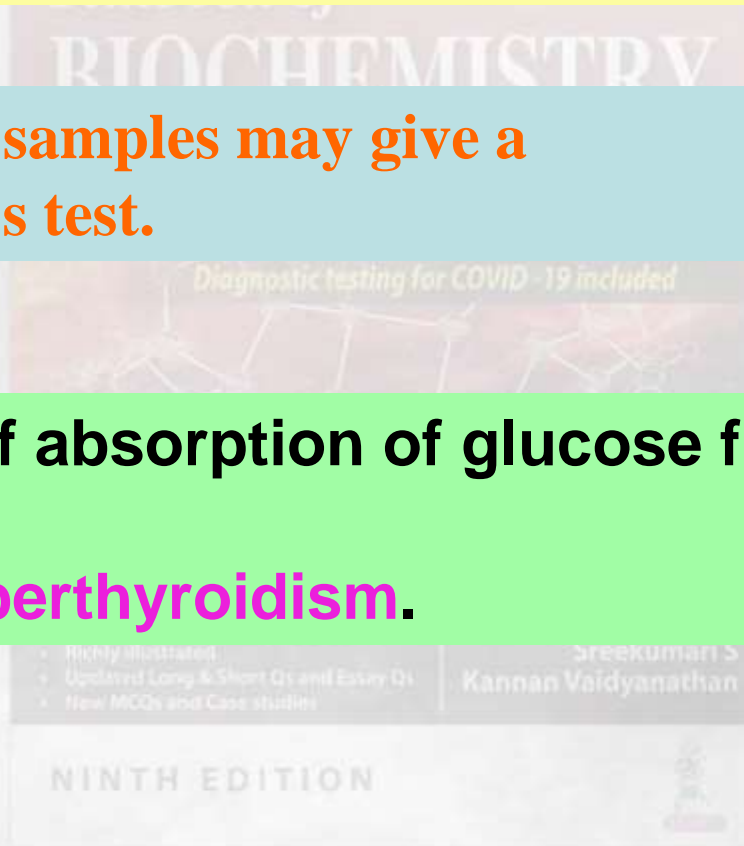 BIOCHEMISTRY
samples may give a
s test.
Diagnostic testing for COVID -19 included
f absorption of glucose f
perthyroidism.
• Richly illustrated
• Updated Long & Short Qs and Essay Qs
• New MCQs and Case studies
Sreekumari S
Kannan Vaidyanathan
NINTH EDITION